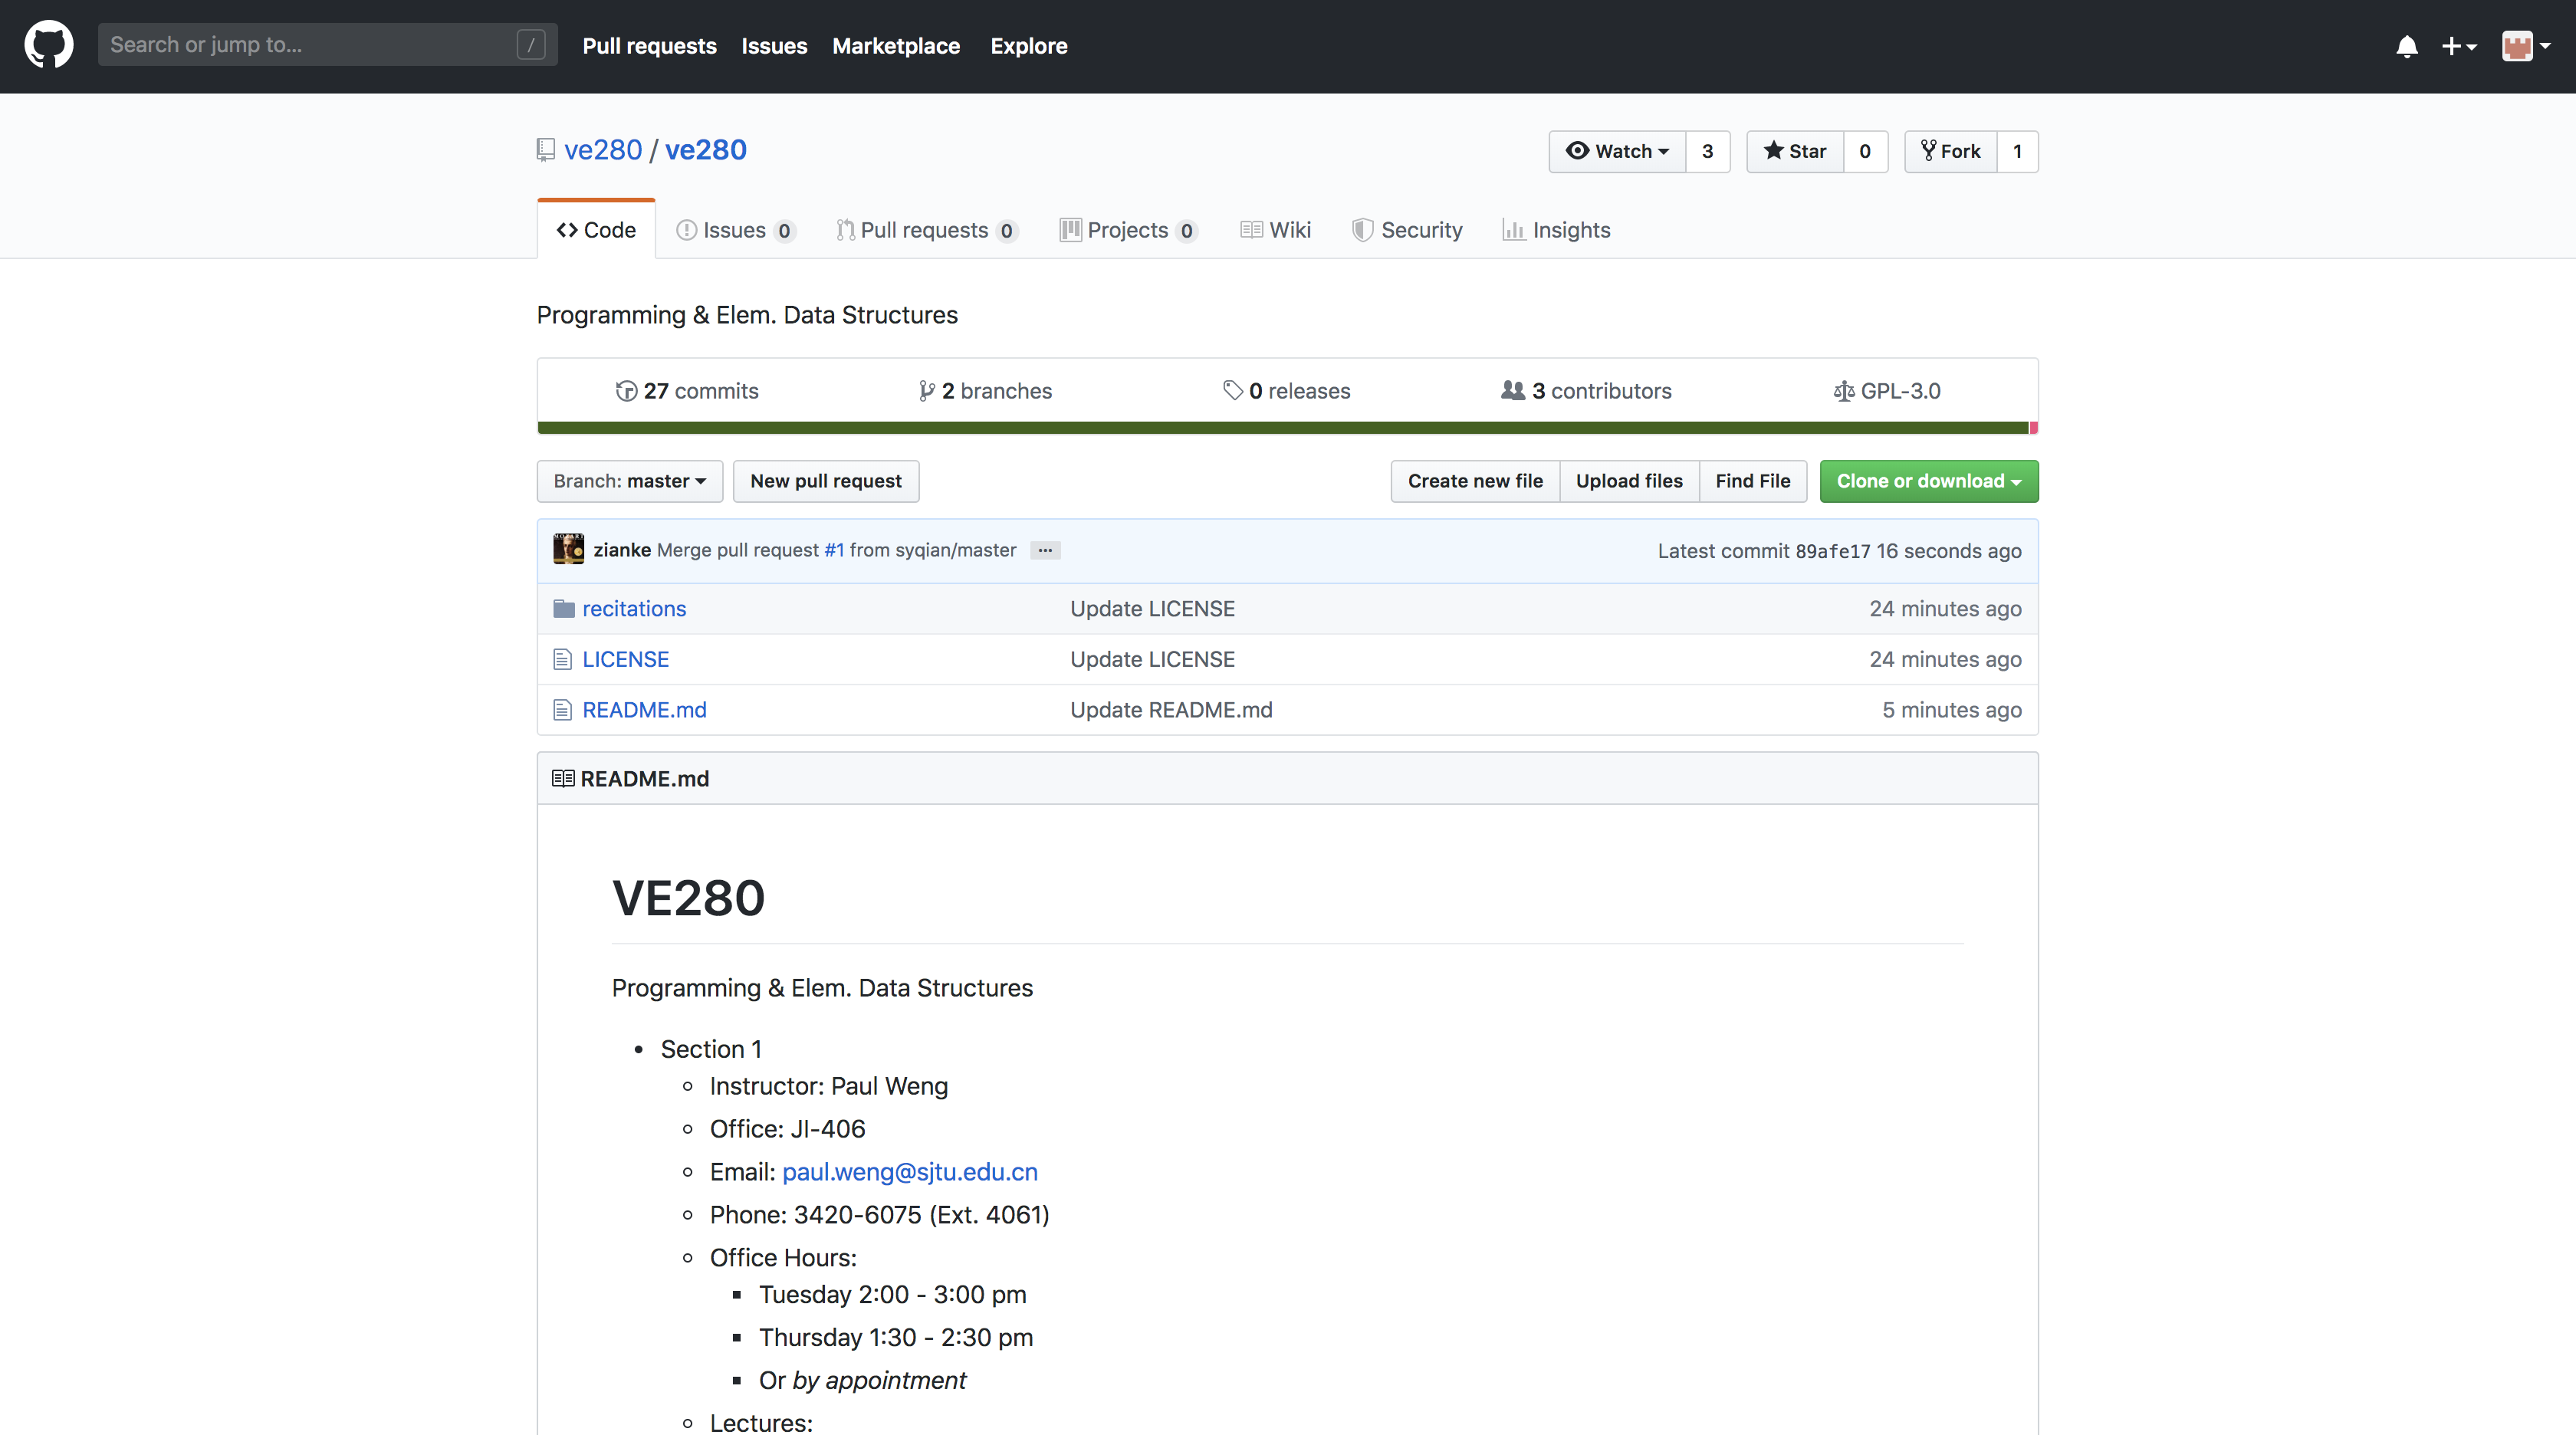 Search or jump to... /
Pull requests Issues Marketplace Explore
ve280 / ve280
Watch 3 Star 0 Fork 1
Code Issues 0 Pull requests 0 Projects 0 Wiki Security Insights
Programming & Elem. Data Structures
27 commits 2 branches 0 releases 3 contributors GPL-3.0
Branch: master New pull request Create new file Upload files Find File Clone or download
zianke Merge pull request #1 from syqian/master ... Latest commit 89afe17 16 seconds ago
recitations Update LICENSE 24 minutes ago
LICENSE Update LICENSE 24 minutes ago
README.md Update README.md 5 minutes ago
README.md
VE280
Programming & Elem. Data Structures
Section 1
Instructor: Paul Weng
Office: JI-406
Email: paul.weng@sjtu.edu.cn
Phone: 3420-6075 (Ext. 4061)
Office Hours:
Tuesday 2:00 - 3:00 pm
Thursday 1:30 - 2:30 pm
Or by appointment
Lectures: